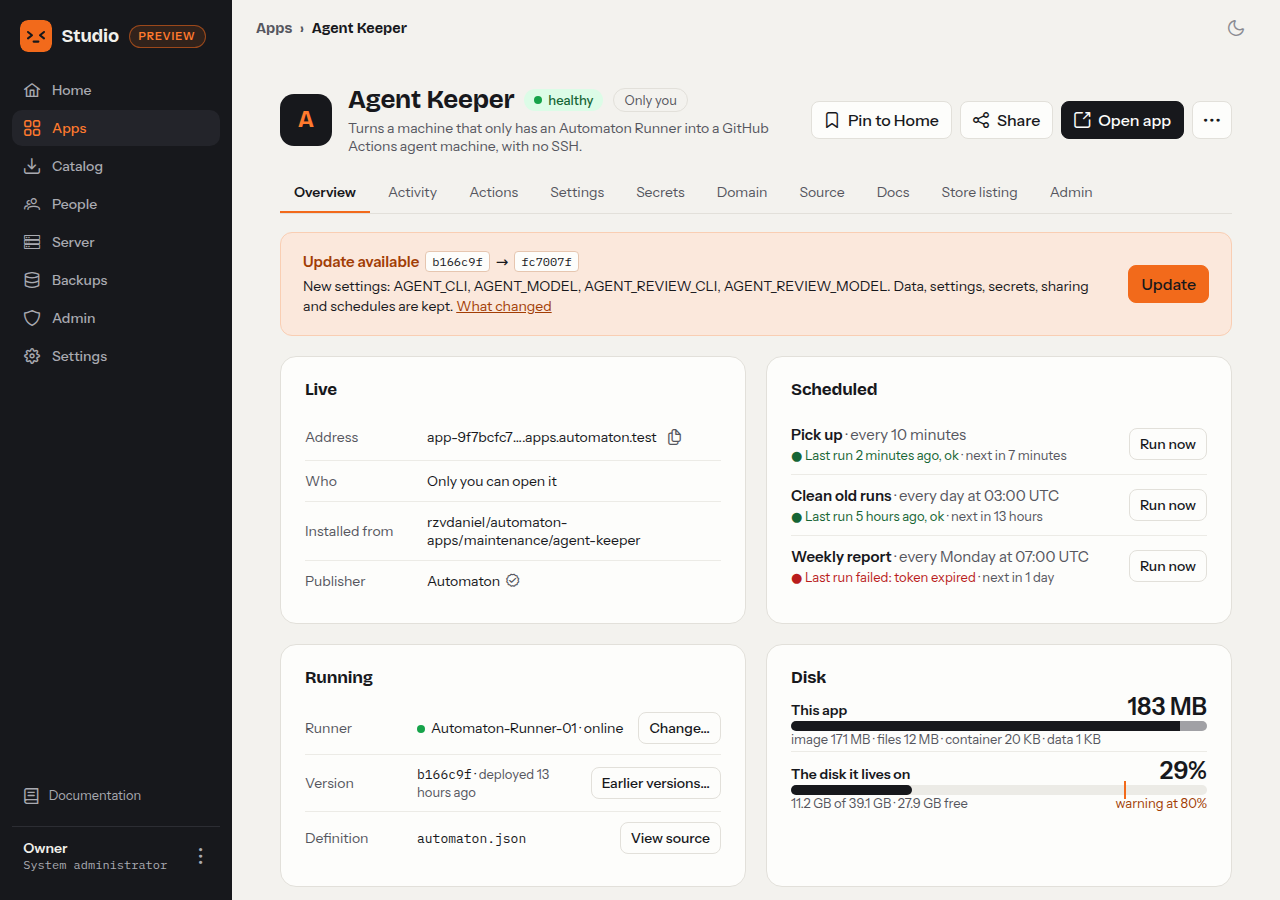 Studio PREVIEW
Home
Apps
Catalog
People
Server
Backups
Admin
Settings
Documentation
Owner
System administrator
Apps › Agent Keeper
A
Agent Keeper healthy Only you
Turns a machine that only has an Automaton Runner into a GitHub
Actions agent machine, with no SSH.
Pin to Home Share Open app
Overview Activity Actions Settings Secrets Domain Source Docs Store listing Admin
Update available b166c9f → fc7007f
New settings: AGENT_CLI, AGENT_MODEL, AGENT_REVIEW_CLI, AGENT_REVIEW_MODEL. Data, settings, secrets, sharing
and schedules are kept. What changed
Update
Live
Address app-9f7bcfc7....apps.automaton.test
Who Only you can open it
Installed from rzvdaniel/automaton-
apps/maintenance/agent-keeper
Publisher Automaton
Scheduled
Pick up · every 10 minutes
Last run 2 minutes ago, ok · next in 7 minutes
Run now
Clean old runs · every day at 03:00 UTC
Last run 5 hours ago, ok · next in 13 hours
Run now
Weekly report · every Monday at 07:00 UTC
Last run failed: token expired · next in 1 day
Run now
Running
Runner Automaton-Runner-01 · online Change...
Version b166c9f · deployed 13
hours ago
Earlier versions...
Definition automaton.json View source
Disk
This app 183 MB
image 171 MB · files 12 MB · container 20 KB · data 1 KB
The disk it lives on 29%
11.2 GB of 39.1 GB · 27.9 GB free warning at 80%